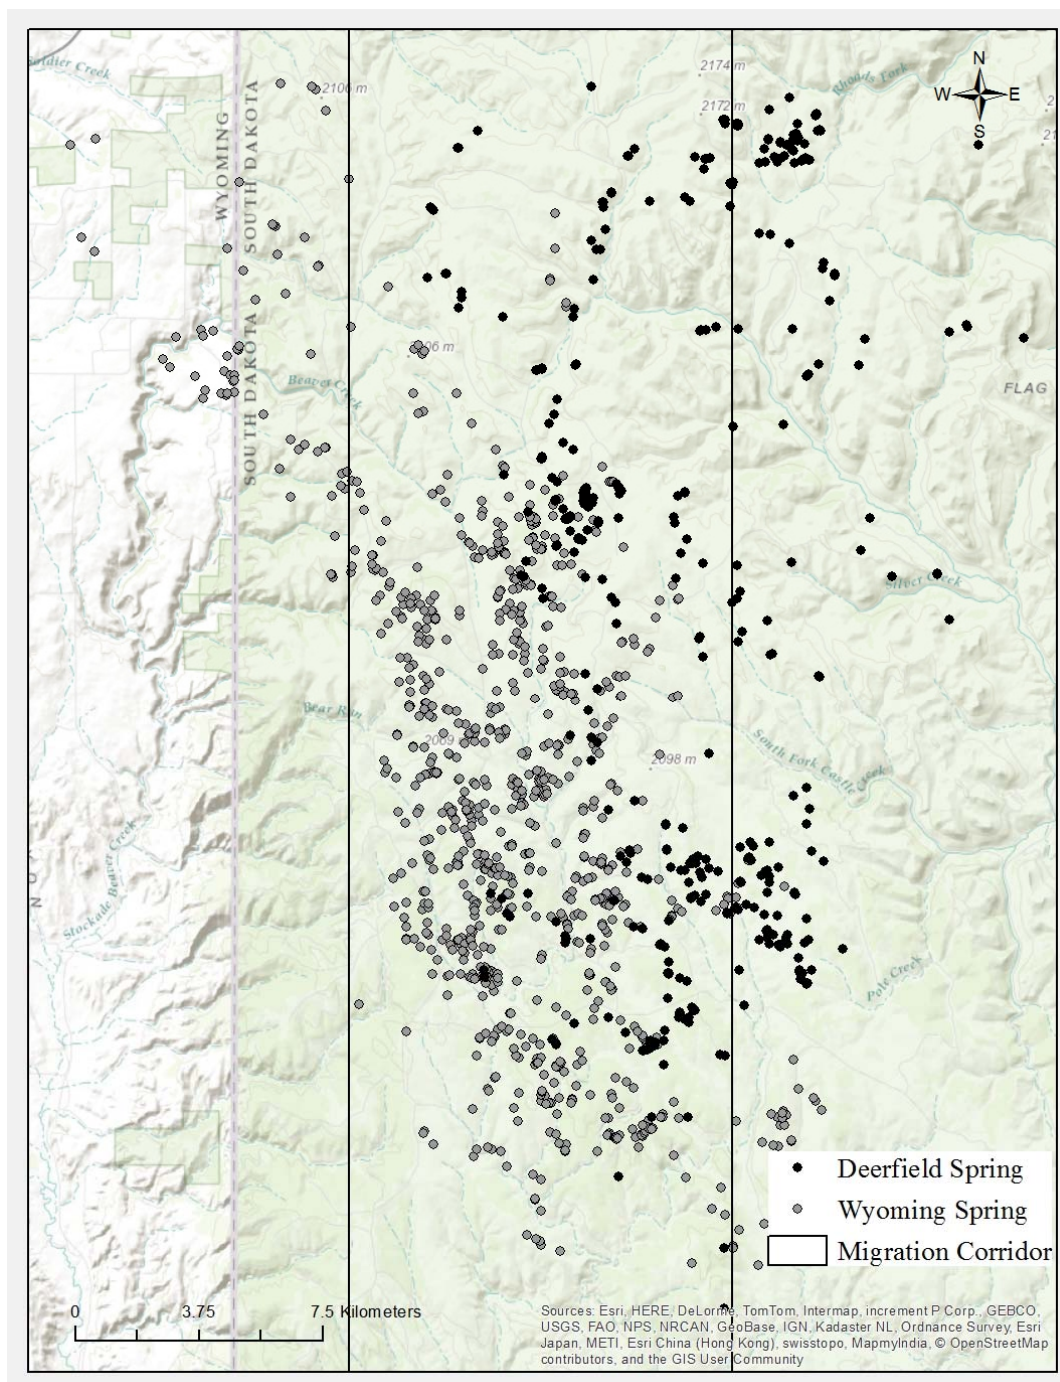 Soldier Creek
2174 m
Rhoads Fork
N
2106 m
2172 m
W E
S
WYOMING
SOUTH DAKOTA
SOUTH DAKOTA
Beaver Creek
FLAG
Silver Creek
Bear Run
2098 m
South Fork Castle Creek
Stockade Beaver Creek
N
Pole Creek
Deerfield Spring
Wyoming Spring
Migration Corridor
0 3.75 7.5 Kilometers
Sources: Esri, HERE, DeLorme, TomTom, Intermap, increment P Corp., GEBCO,
USGS, FAO, NPS, NRCAN, GeoBase, IGN, Kadaster NL, Ordnance Survey, Esri
Japan, METI, Esri China (Hong Kong), swisstopo, MapmyIndia, © OpenStreetMap
contributors, and the GIS User Community